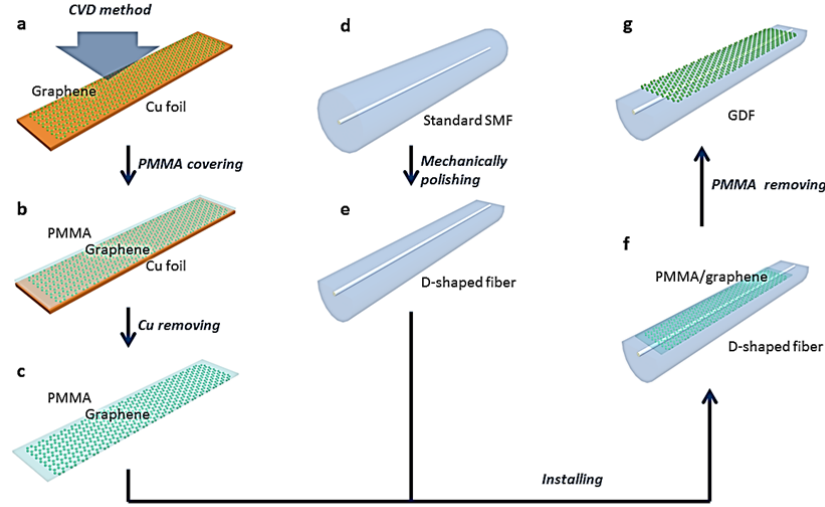 a
CVD method
Graphene
Cu foil
PMMA covering
b
PMMA
Graphene
Cu foil
Cu removing
c
PMMA
Graphene
d
Standard SMF
Mechanically
polishing
e
D-shaped fiber
Installing
f
PMMA/graphene
D-shaped fiber
PMMA removing
g
GDF